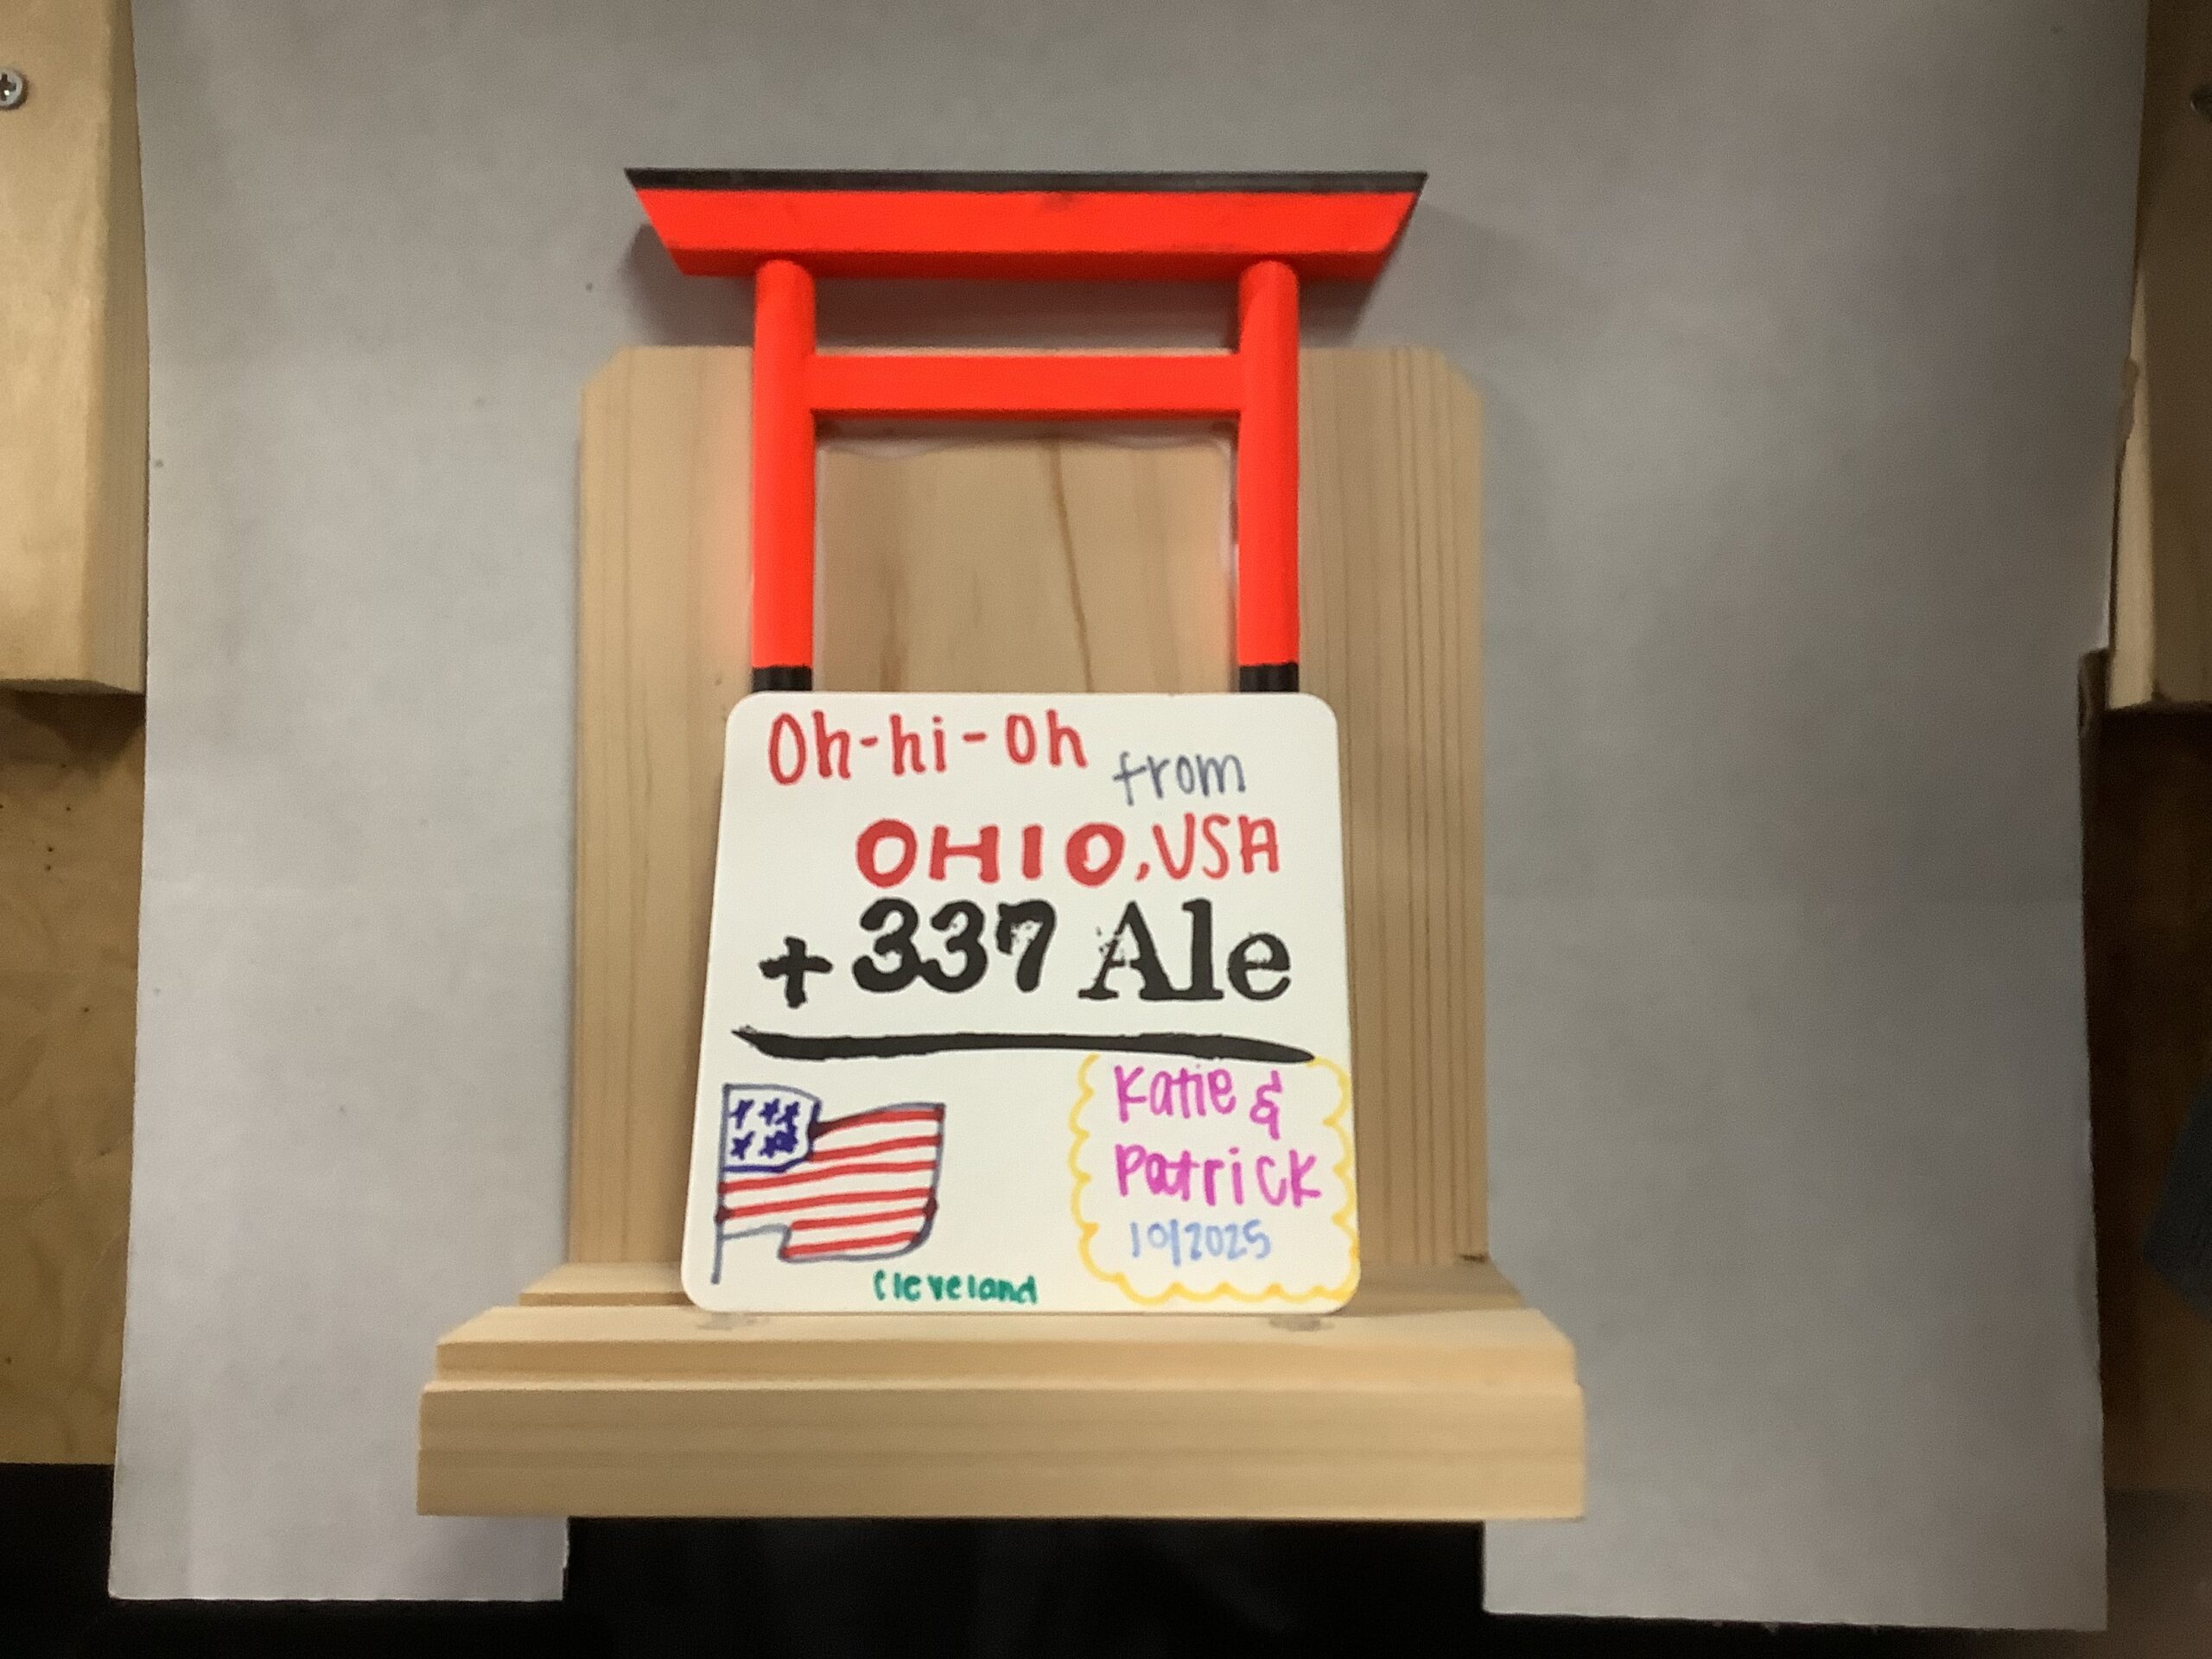 Oh-hi-Oh from
OHIO, USA
+337 Ale
Katie &
Patrick
10/2025
Cleveland